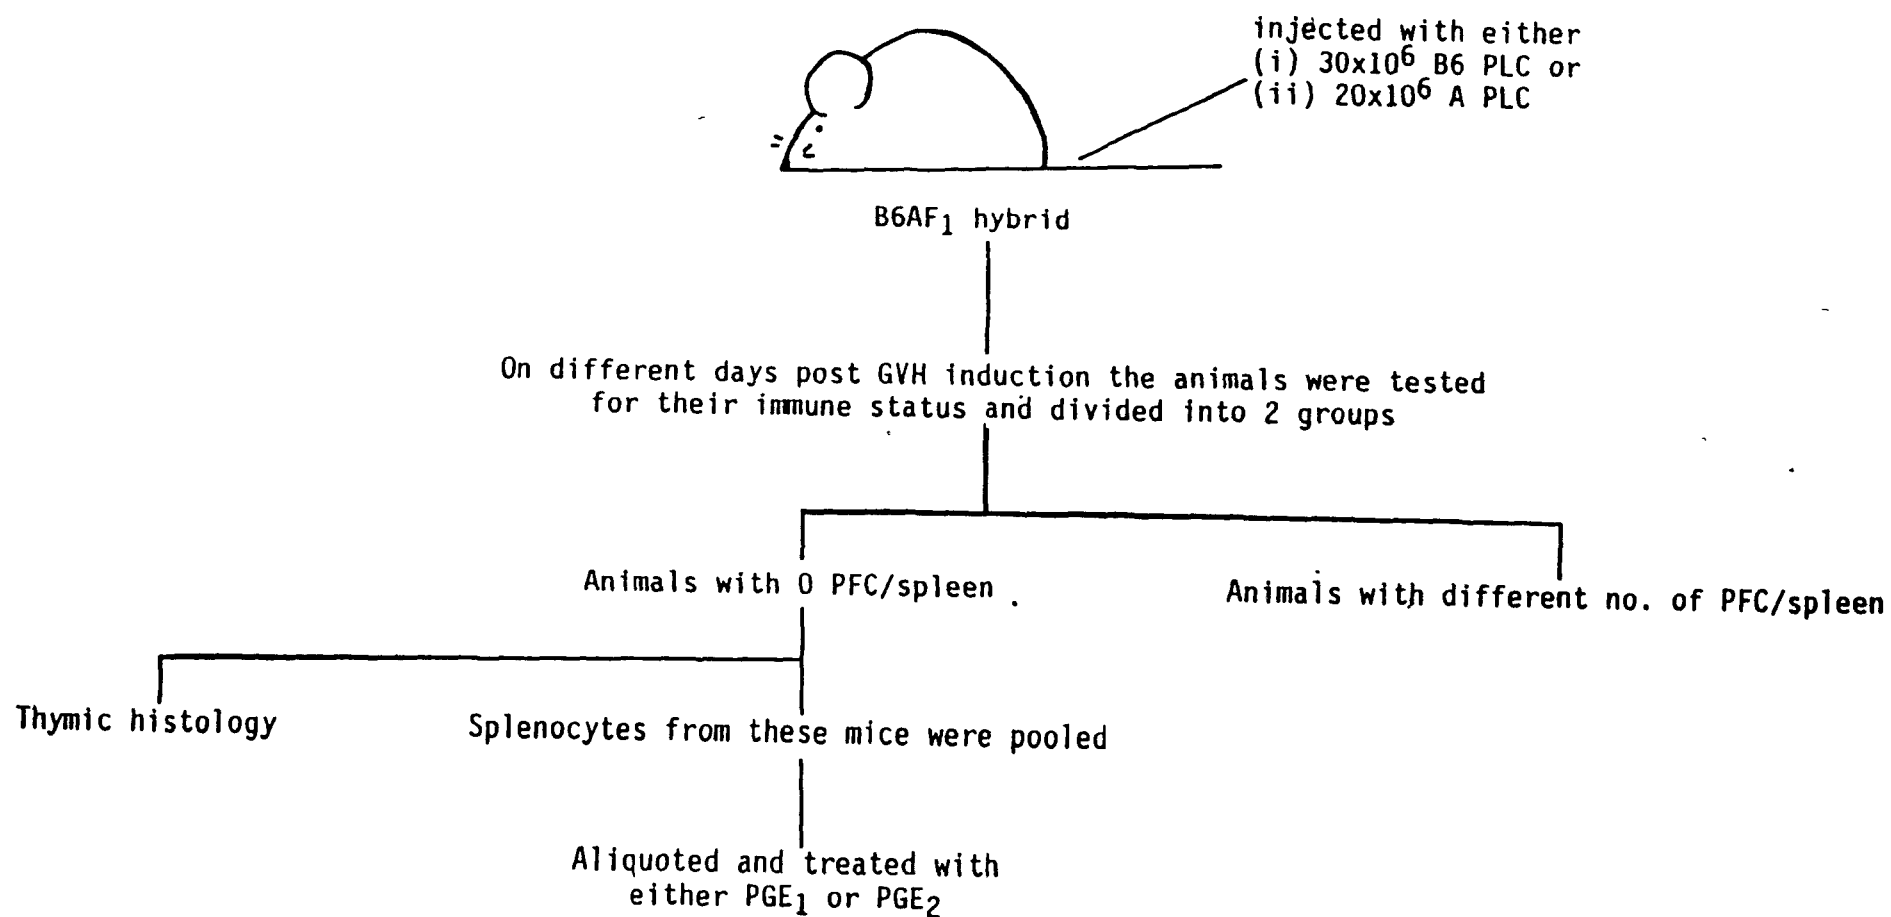 injected with either
(i) 30x10⁶ B6 PLC or
(ii) 20x10⁶ A PLC
B6AF₁ hybrid
On different days post GVH induction the animals were tested
for their immune status and divided into 2 groups
Animals with 0 PFC/spleen
Animals with different no. of PFC/spleen
Thymic histology
Splenocytes from these mice were pooled
Aliquoted and treated with
either PGE₁ or PGE₂